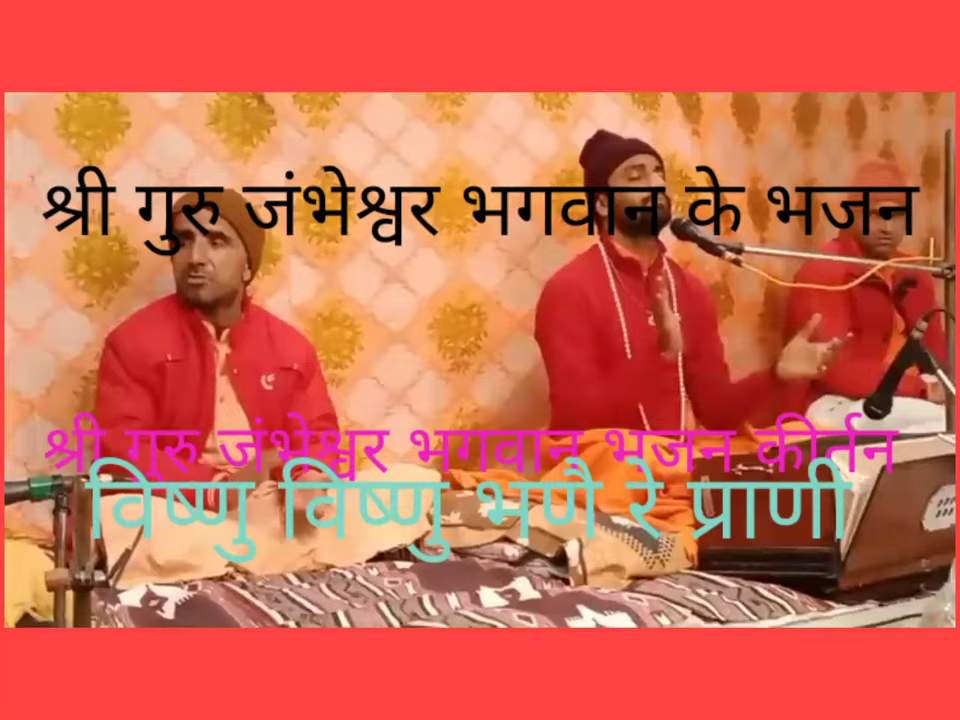 श्री गुरु जंभेश्वर भगवान के भजन
श्री गुरु जंभेश्वर भगवान भजन कीर्तन
विष्णु विष्णु भणै रे प्राणी